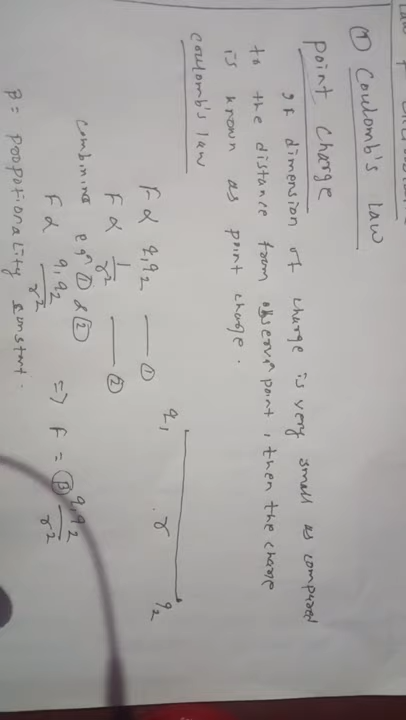 ① Coulomb's Law
Point Charge
If dimension of charge is very small as compared
to the distance from observe point, then the charge
is known as point charge.
Coulomb's law
F α q₁q₂ —— ①
q₁ r q₂
F α 1/r² —— ②
Combining eqⁿ ① & ②
F α q₁q₂/r² ⇒ F = β q₁q₂/r²
β = propotionality constant.